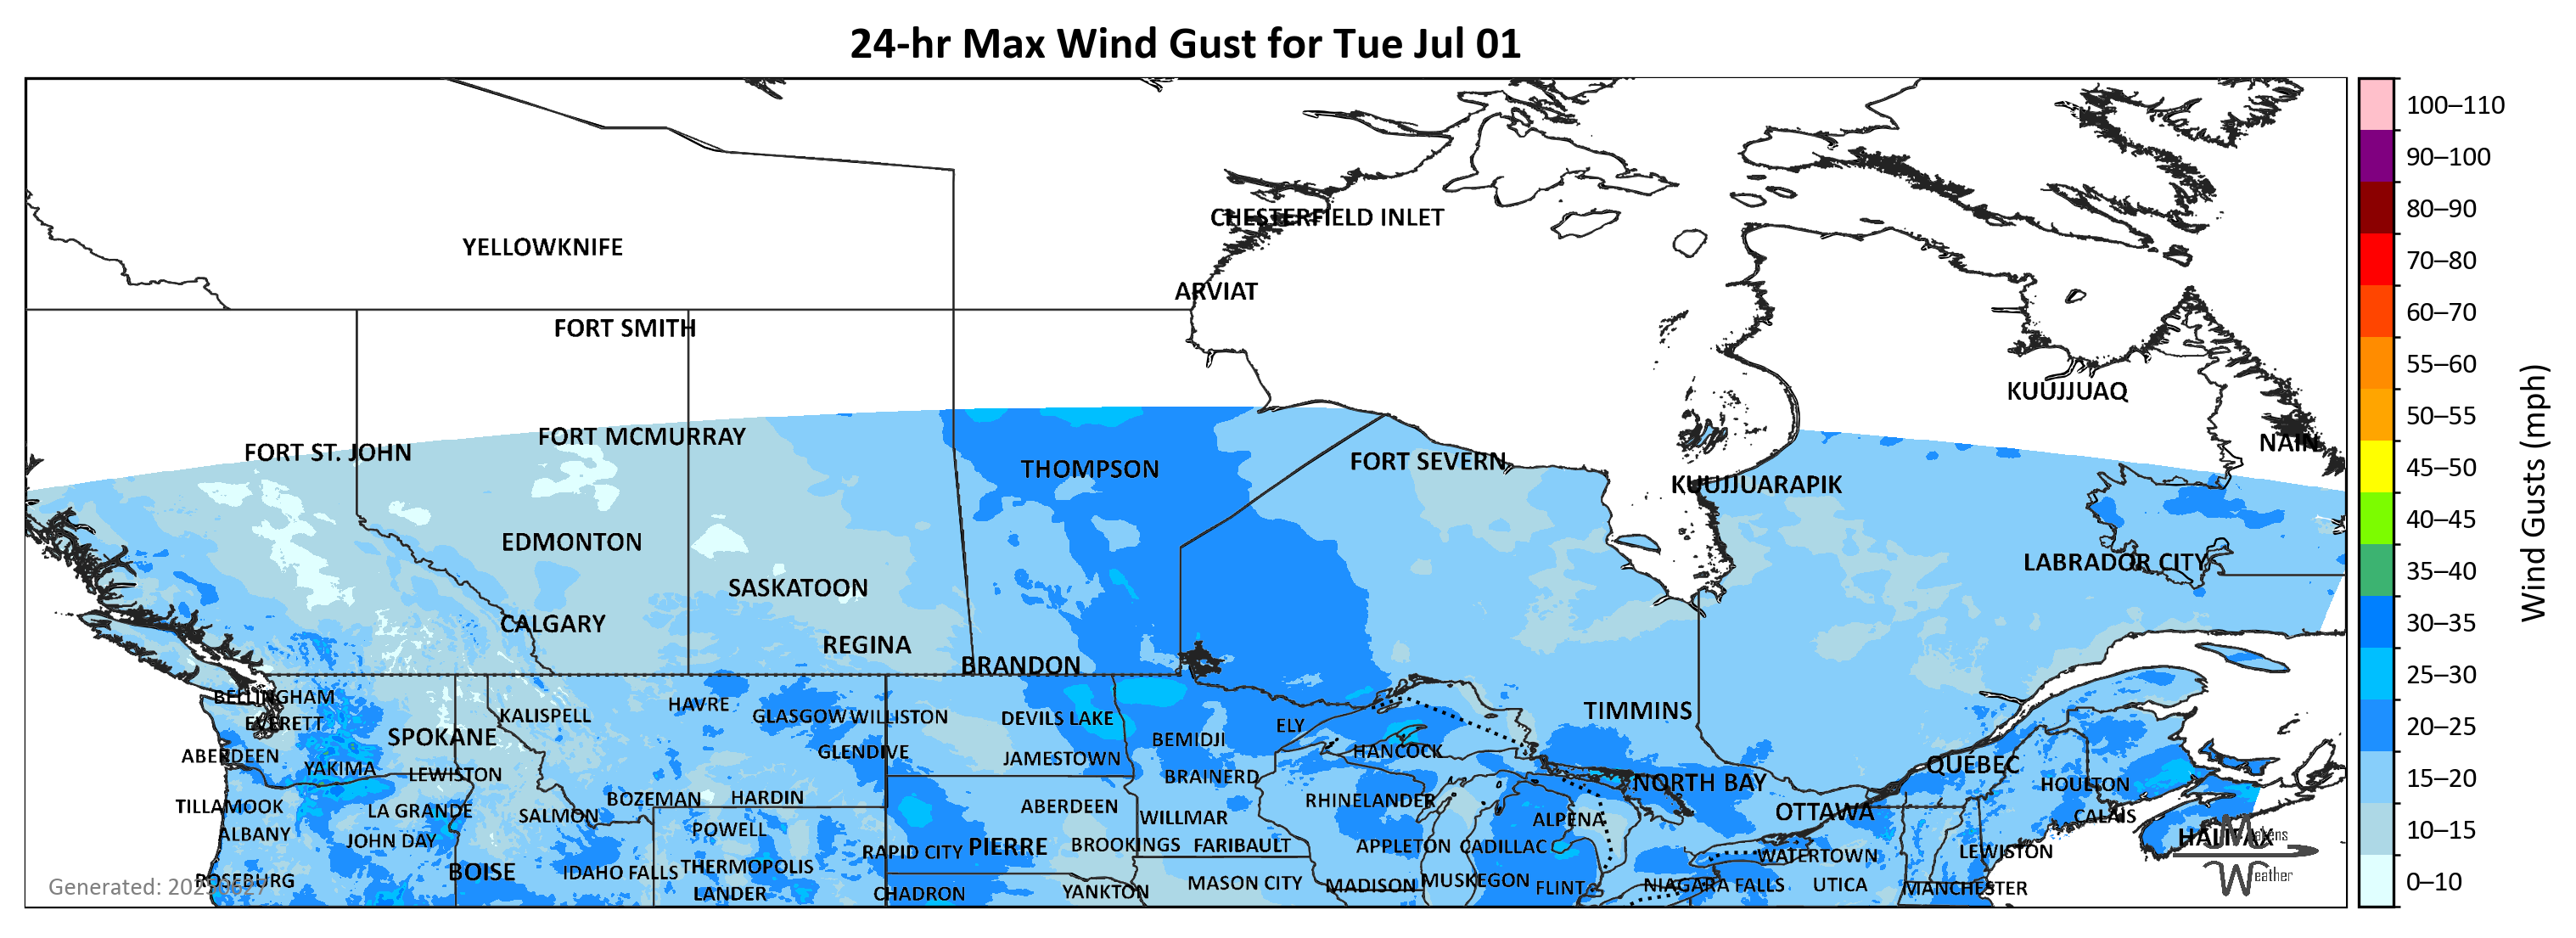 24-hr Max Wind Gust for Tue Jul 01
100–110
90–100
80–90
CHESTERFIELD INLET
YELLOWKNIFE
70–80
ARVIAT
60–70
FORT SMITH
55–60
KUUJJUAQ
50–55
FORT MCMURRAY
NAIN
FORT ST. JOHN
FORT SEVERN
THOMPSON
45–50
KUUJJUARAPIK
40–45
EDMONTON
LABRADOR CITY
35–40
SASKATOON
CALGARY
30–35
Wind Gusts (mph)
REGINA
BRANDON
25–30
BELLINGHAM
HAVRE
TIMMINS
KALISPELL
GLASGOW
WILLISTON
DEVILS LAKE
EVERETT
ELY
20–25
SPOKANE
BEMIDJI
HANCOCK
ABERDEEN
GLENDIVE
JAMESTOWN
QUÉBEC
YAKIMA
LEWISTON
BRAINERD
15–20
NORTH BAY
HOULTON
BOZEMAN
HARDIN
RHINELANDER
TILLAMOOK
LA GRANDE
ABERDEEN
OTTAWA
SALMON
WILLMAR
ALPENA
CALAIS
ALBANY
POWELL
10–15
JOHN DAY
HALIFAX
Makens
RAPID CITY
PIERRE
BROOKINGS
FARIBAULT
APPLETON
CADILLAC
WATERTOWN
LEWISTON
BOISE
IDAHO FALLS
THERMOPOLIS
Weather
ROSEBURG
MASON CITY
MADISON
MUSKEGON
FLINT
NIAGARA FALLS
UTICA
MANCHESTER
0–10
Generated:
LANDER
CHADRON
YANKTON